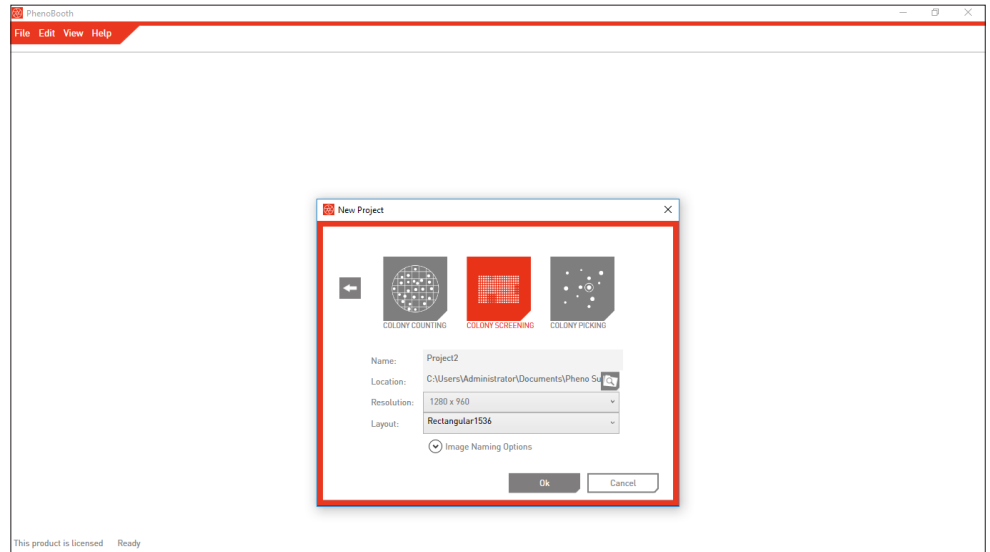 PhenoBooth
File Edit View Help
New Project
COLONY COUNTING COLONY SCREENING COLONY PICKING
Name: Project2
Location: C:\Users\Administrator\Documents\Pheno Su
Resolution: 1280 x 960
Layout: Rectangular1536
Image Naming Options
Ok Cancel
This product is licensed Ready